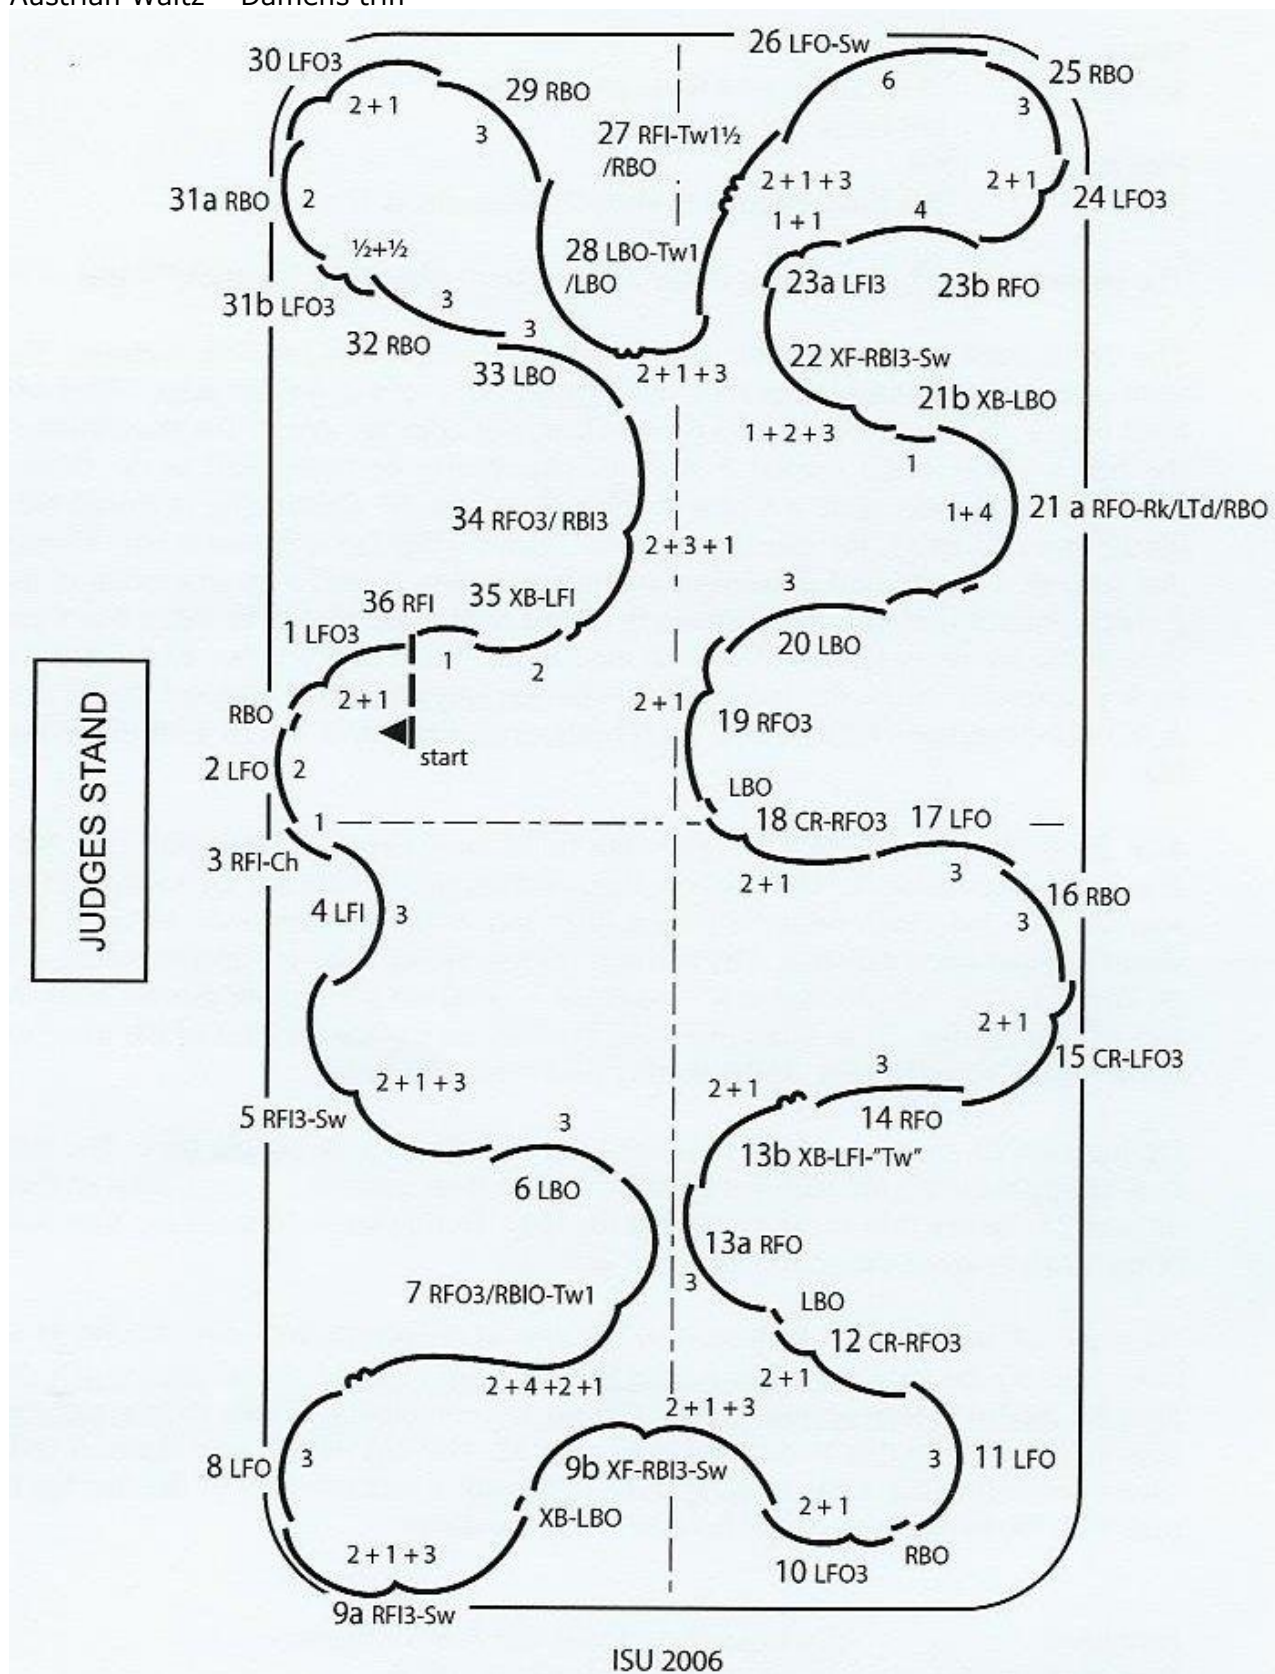 Austrian Waltz – Damens trin
26 LFO-Sw
30 LFO3
6
25 RBO
29 RBO
2 + 1
3
3
27 RFI-Tw1½
/RBO
2 + 1 + 3
2 + 1
31a RBO
2
24 LFO3
1 + 1
4
½+½
28 LBO-Tw1
/LBO
23a LFI3
23b RFO
31b LFO3
3
3
32 RBO
22 XF-RBI3-Sw
33 LBO
2 + 1 + 3
21b XB-LBO
1 + 2 + 3
1
34 RFO3/ RBI3
1+ 4
21 a RFO-Rk/LTd/RBO
2 + 3 + 1
3
36 RFI
35 XB-LFI
1 LFO3
20 LBO
1
2
2 + 1
2+1
RBO
19 RFO3
start
2 LFO
2
LBO
JUDGES STAND
1
18 CR-RFO3
17 LFO
3 RFI-Ch
2 + 1
3
16 RBO
4 LFI
3
3
2 + 1
15 CR-LFO3
3
2 + 1 + 3
2 + 1
5 RFI3-Sw
3
14 RFO
13b XB-LFI-"Tw"
6 LBO
13a RFO
7 RFO3/RBIO-Tw1
3
LBO
12 CR-RFO3
2 + 4 +2 +1
2 + 1
2 + 1 + 3
8 LFO
3
9b XF-RBI3-Sw
3
11 LFO
XB-LBO
2 + 1
2 + 1 + 3
RBO
10 LFO3
9a RFI3-Sw
ISU 2006